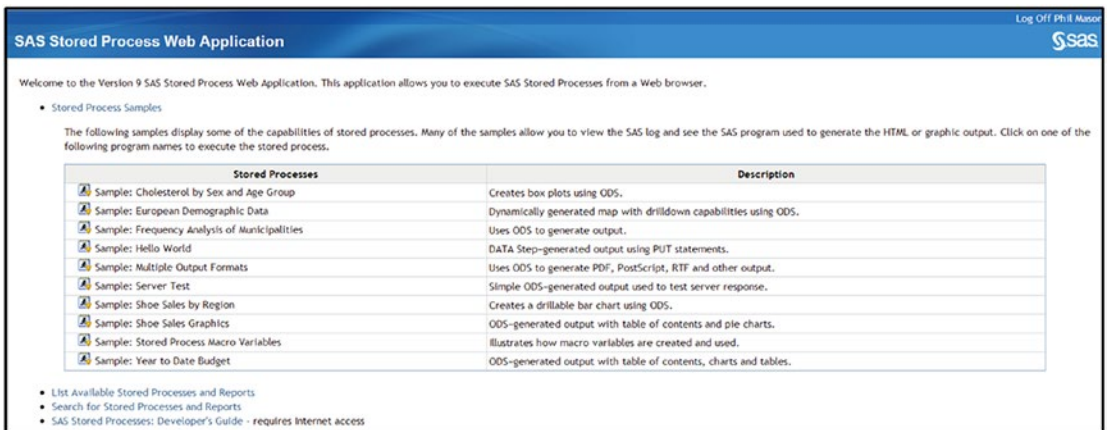 Log Off Phil Mason
SAS Stored Process Web Application
sas
Welcome to the Version 9 SAS Stored Process Web Application. This application allows you to execute SAS Stored Processes from a Web browser.
• Stored Process Samples
The following samples display some of the capabilities of stored processes. Many of the samples allow you to view the SAS log and see the SAS program used to generate the HTML or graphic output. Click on one of the
following program names to execute the stored process.
Stored Processes Description
Sample: Cholesterol by Sex and Age Group Creates box plots using ODS.
Sample: European Demographic Data Dynamically generated map with drilldown capabilities using ODS.
Sample: Frequency Analysis of Municipalities Uses ODS to generate output.
Sample: Hello World DATA Step-generated output using PUT statements.
Sample: Multiple Output Formats Uses ODS to generate PDF, PostScript, RTF and other output.
Sample: Server Test Simple ODS-generated output used to test server response.
Sample: Shoe Sales by Region Creates a drillable bar chart using ODS.
Sample: Shoe Sales Graphics ODS-generated output with table of contents and pie charts.
Sample: Stored Process Macro Variables Illustrates how macro variables are created and used.
Sample: Year to Date Budget ODS-generated output with table of contents, charts and tables.
• List Available Stored Processes and Reports
• Search for Stored Processes and Reports
• SAS Stored Processes: Developer's Guide - requires Internet access